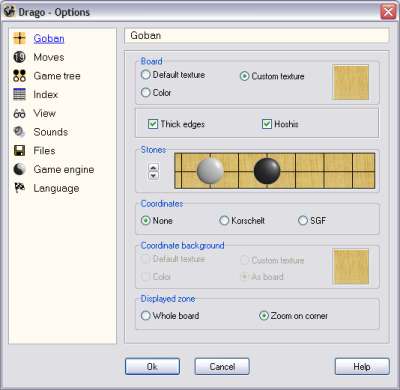 Drago - Options
Goban
Moves
Game tree
Index
View
Sounds
Files
Game engine
Language
Goban
Board
Default texture
Custom texture
Color
Thick edges
Hoshis
Stones
Coordinates
None
Korschelt
SGF
Coordinate background
Default texture
Custom texture
Color
As board
Displayed zone
Whole board
Zoom on corner
Ok
Cancel
Help